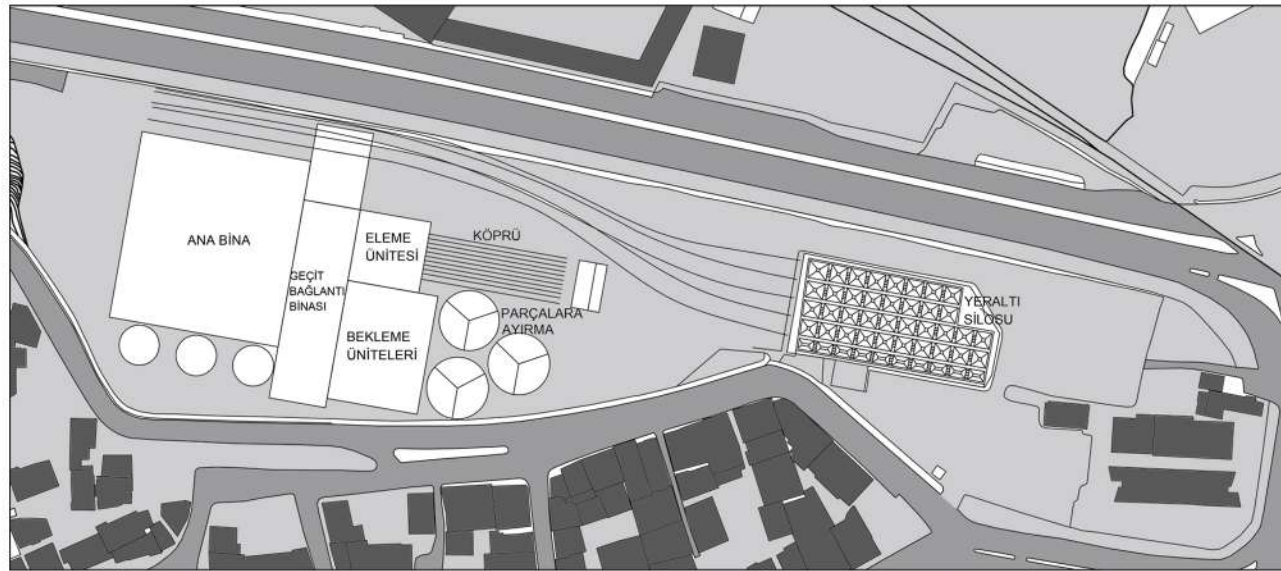 ANA BİNA
GEÇİT
BAĞLANTI
BİNASI
ELEME
ÜNİTESİ
KÖPRÜ
BEKLEME
ÜNİTELERİ
PARÇALARA
AYIRMA
YERALTI
SİLOSU